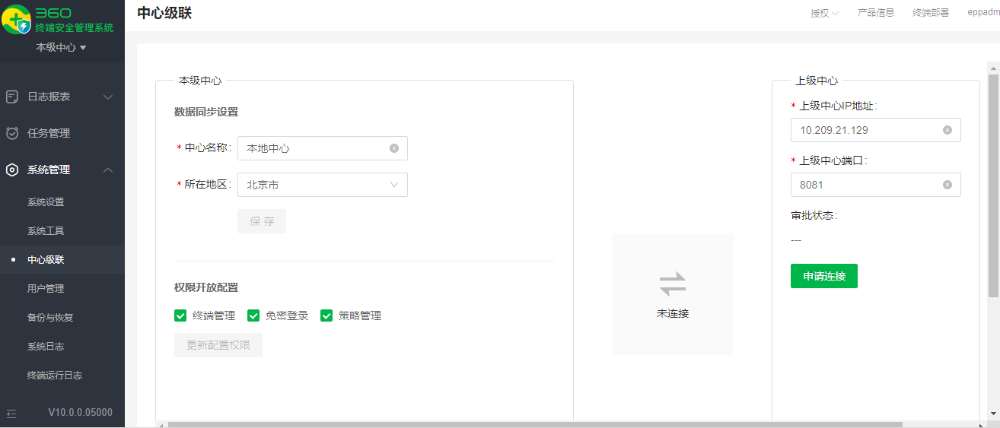 360
终端安全管理系统
本级中心
日志报表
任务管理
系统管理
系统设置
系统工具
中心级联
用户管理
备份与恢复
系统日志
终端运行日志
V10.0.0.05000
中心级联
授权 产品信息 终端部署 eppadm
本级中心
数据同步设置
* 中心名称: 本地中心
* 所在地区: 北京市
保 存
权限开放配置
终端管理 免密登录 策略管理
更新配置权限
未连接
上级中心
* 上级中心IP地址:
10.209.21.129
* 上级中心端口:
8081
审批状态:
---
申请连接